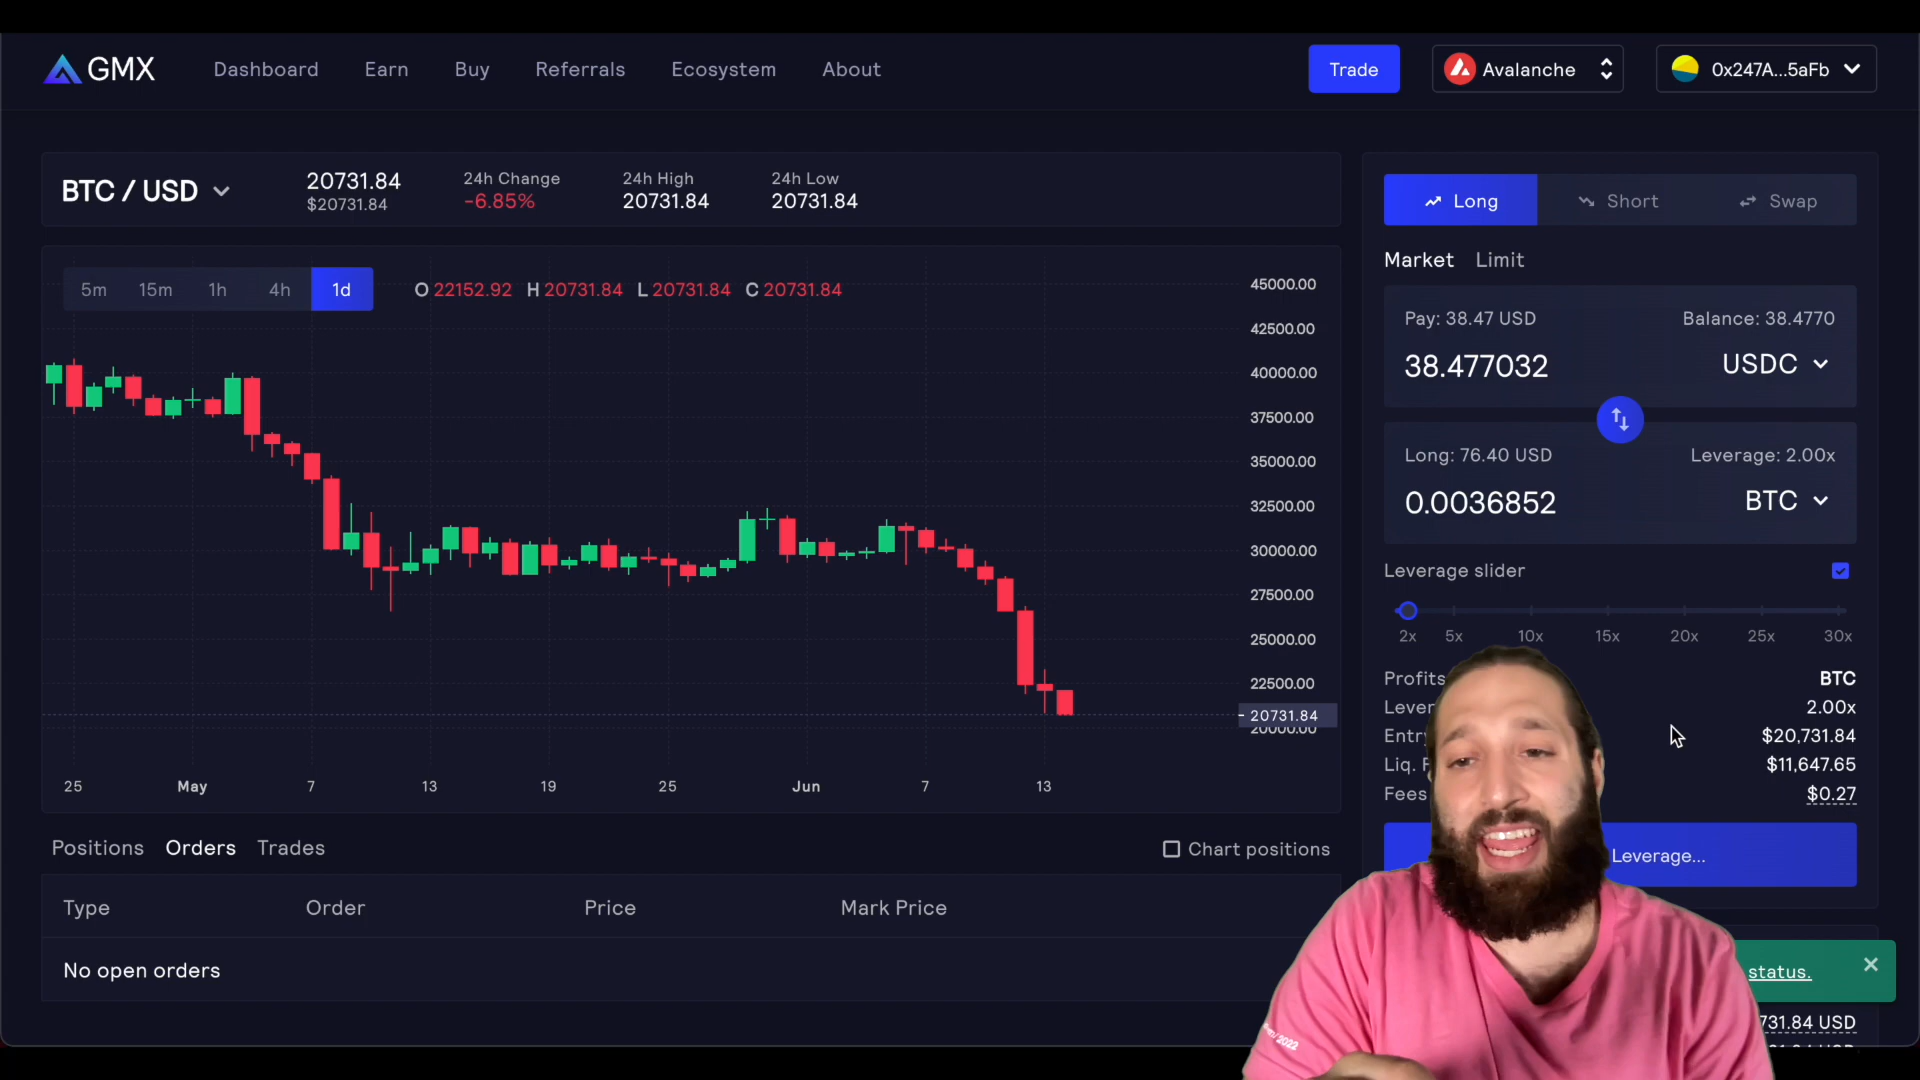 GMX
Dashboard
Earn
Buy
Referrals
Ecosystem
About
Trade
Avalanche
0x247A...5aFb
BTC / USD
20731.84
$20731.84
24h Change
-6.85%
24h High
20731.84
24h Low
20731.84
5m 15m 1h 4h 1d
O 22152.92 H 20731.84 L 20731.84 C 20731.84
45000.00
42500.00
40000.00
37500.00
35000.00
32500.00
30000.00
27500.00
25000.00
22500.00
20731.84
20000.00
25 May 7 13 19 25 Jun 7 13
Long
Short
Swap
Market Limit
Pay: 38.47 USD
Balance: 38.4770
38.477032
USDC
Long: 76.40 USD
Leverage: 2.00x
0.0036852
BTC
Leverage slider
2x 5x 10x 15x 20x 25x 30x
Profits
BTC
Lever
2.00x
Entry
$20,731.84
Liq.
$11,647.65
Fees
$0.27
Leverage...
status.
731.84 USD
Positions Orders Trades
Chart positions
Type Order Price Mark Price
No open orders
2022